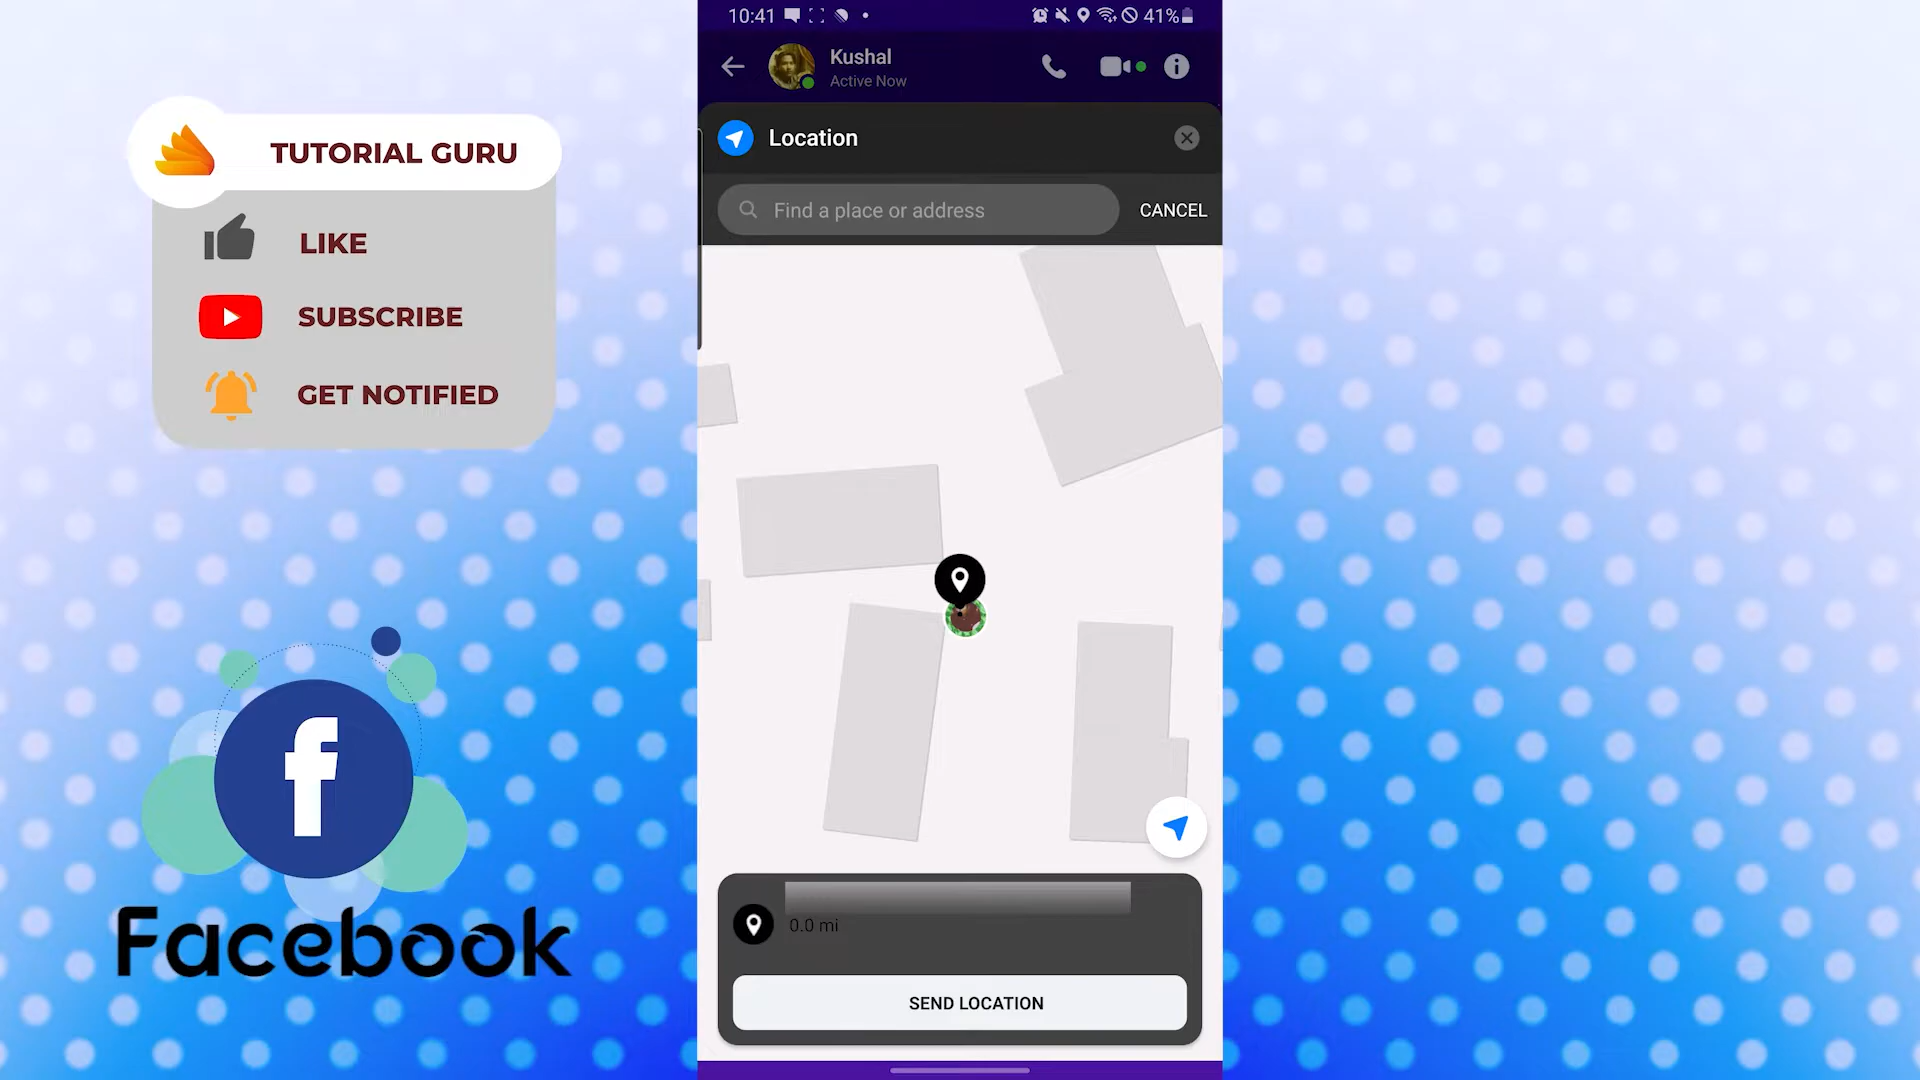 TUTORIAL GURU
LIKE
SUBSCRIBE
GET NOTIFIED
f
Facebook
10:41
41%
Kushal
Active Now
Location
Find a place or address
CANCEL
0.0 mi
SEND LOCATION